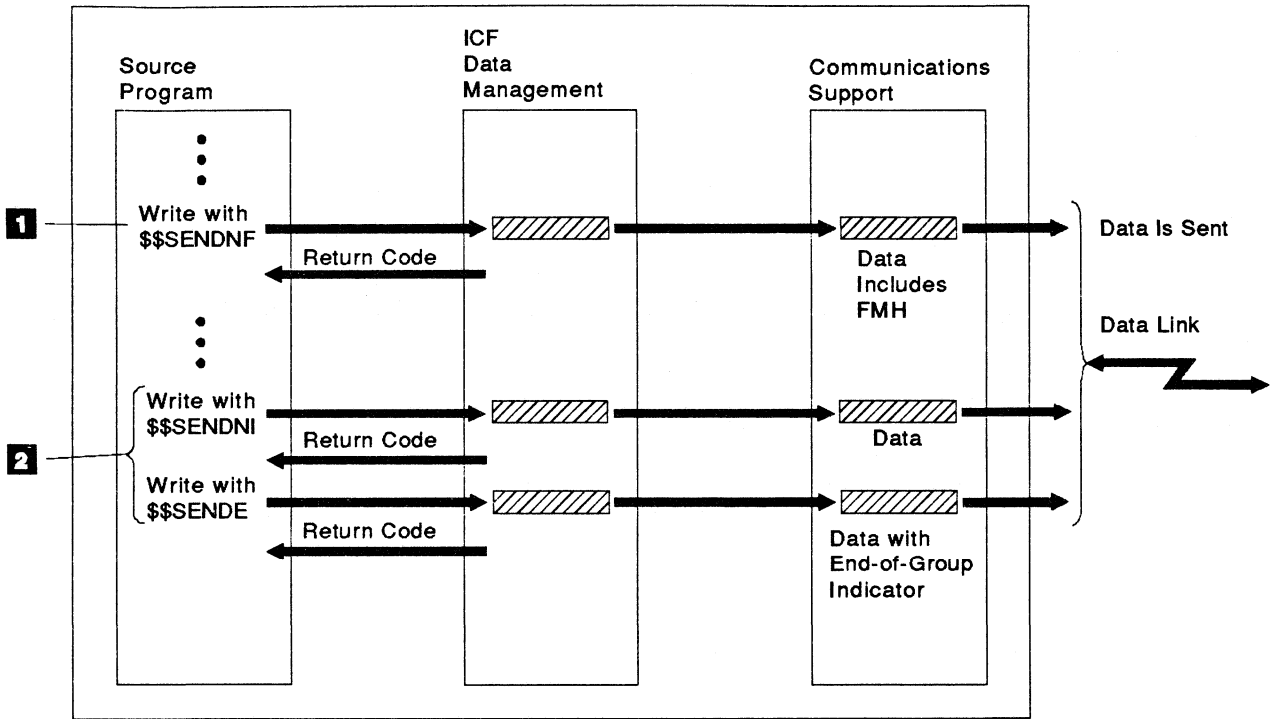 Source
Program
ICF
Data
Management
Communications
Support
1
Write with
$$SENDNF
Return Code
Data
Includes
FMH
Data Is Sent
Data Link
2
Write with
$$SENDNI
Return Code
Data
Write with
$$SENDE
Return Code
Data with
End-of-Group
Indicator